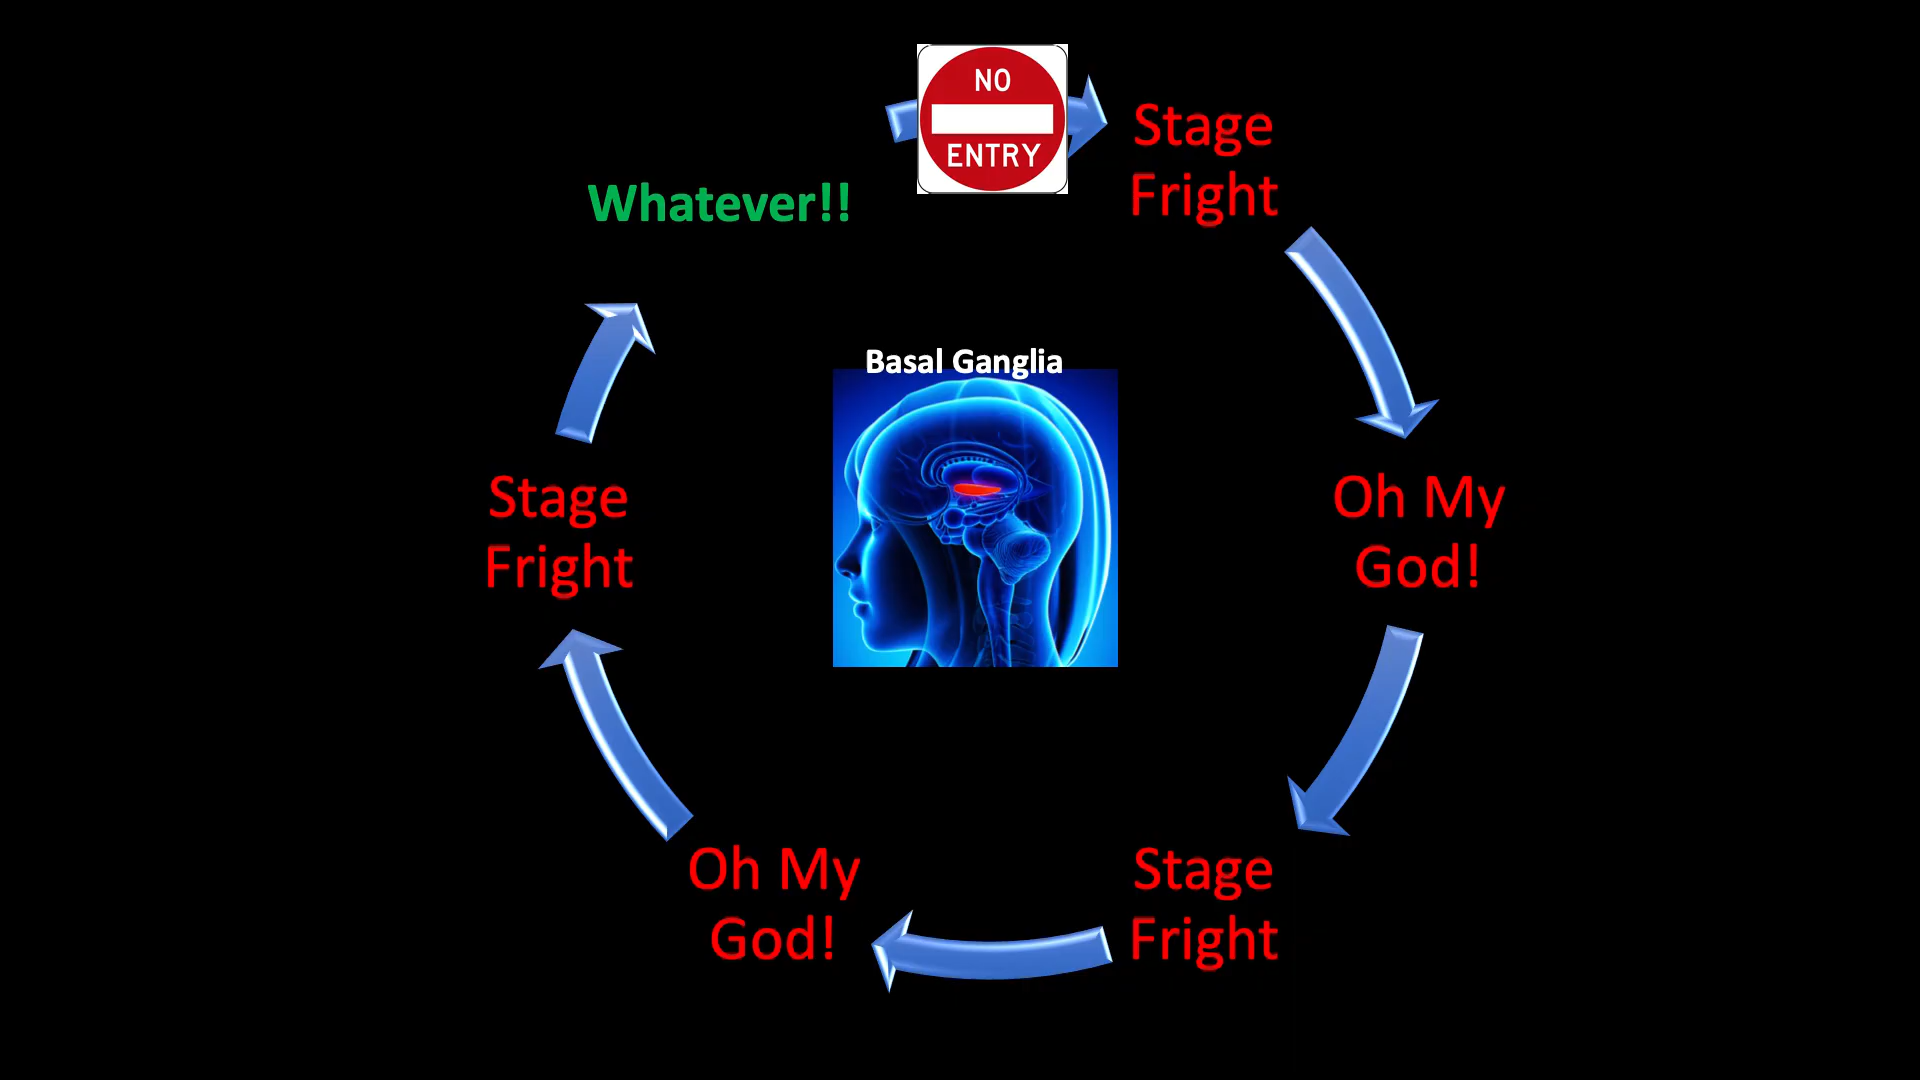 NO
ENTRY
Stage
Fright
Whatever!!
Basal Ganglia
Stage
Fright
Oh My
God!
Oh My
God!
Stage
Fright